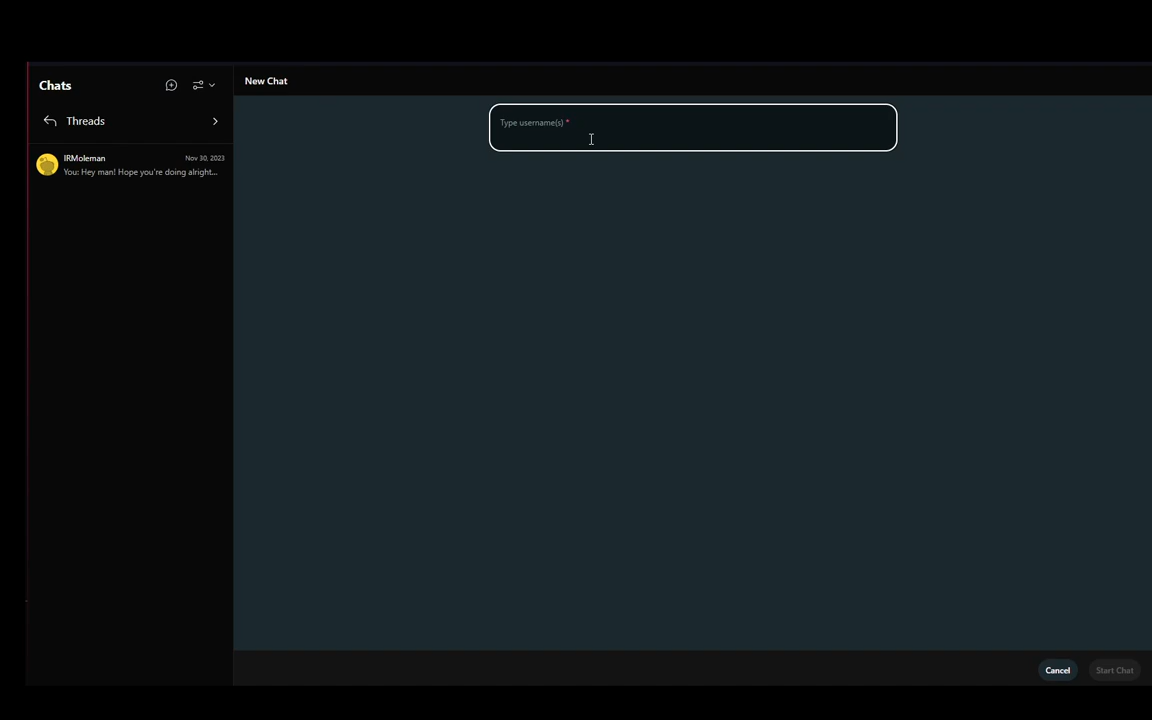 Chats
Threads
IRMoleman
Nov 30, 2023
You: Hey man! Hope you're doing alright...
New Chat
Type username(s) *
Cancel
Start Chat